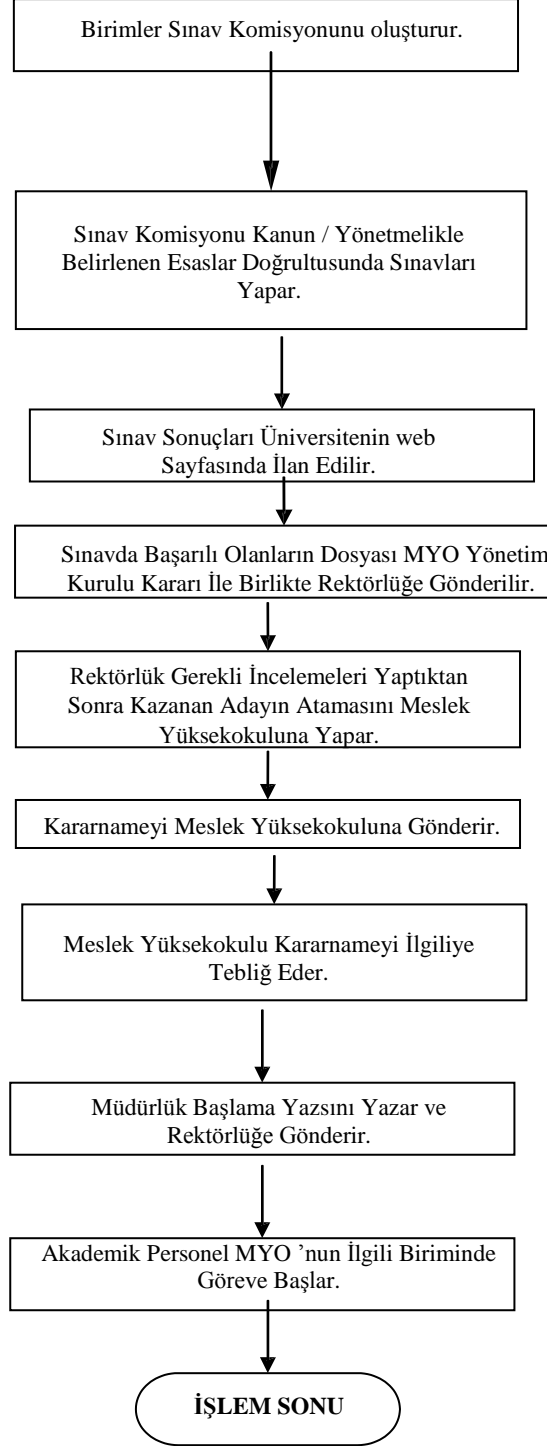 Birimler Sınav Komisyonunu oluşturur.
Sınav Komisyonu Kanun / Yönetmelikle
Belirlenen Esaslar Doğrultusunda Sınavları
Yapar.
Sınav Sonuçları Üniversitenin web
Sayfasında İlan Edilir.
Sınavda Başarılı Olanların Dosyası MYO Yönetim
Kurulu Kararı İle Birlikte Rektörlüğe Gönderilir.
Rektörlük Gerekli İncelemeleri Yaptıktan
Sonra Kazanan Adayın Atamasını Meslek
Yüksekokuluna Yapar.
Kararnameyi Meslek Yüksekokuluna Gönderir.
Meslek Yüksekokulu Kararnameyi İlgiliye
Tebliğ Eder.
Müdürlük Başlama Yazsını Yazar ve
Rektörlüğe Gönderir.
Akademik Personel MYO ’nun İlgili Biriminde
Göreve Başlar.
İŞLEM SONU